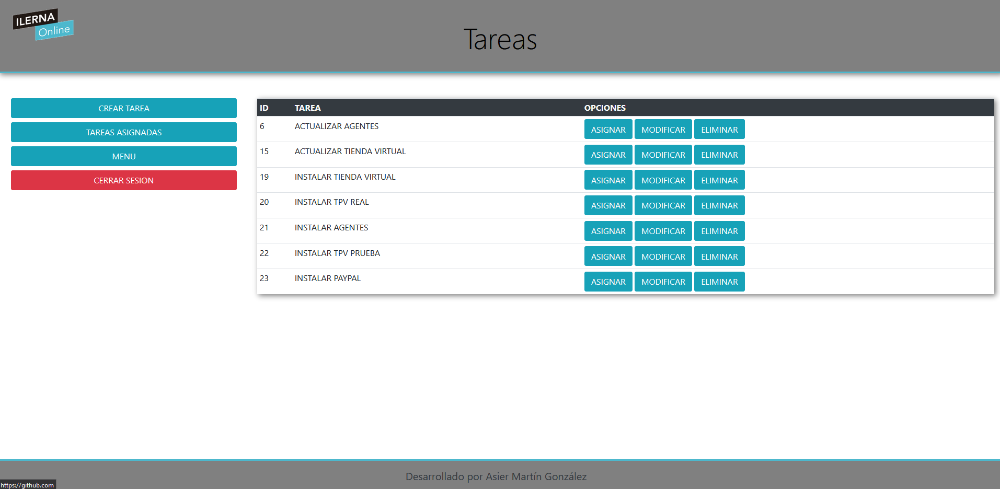 ILERNA
Online
Tareas
CREAR TAREA
TAREAS ASIGNADAS
MENU
CERRAR SESION
ID TAREA OPCIONES
6 ACTUALIZAR AGENTES ASIGNAR MODIFICAR ELIMINAR
15 ACTUALIZAR TIENDA VIRTUAL ASIGNAR MODIFICAR ELIMINAR
19 INSTALAR TIENDA VIRTUAL ASIGNAR MODIFICAR ELIMINAR
20 INSTALAR TPV REAL ASIGNAR MODIFICAR ELIMINAR
21 INSTALAR AGENTES ASIGNAR MODIFICAR ELIMINAR
22 INSTALAR TPV PRUEBA ASIGNAR MODIFICAR ELIMINAR
23 INSTALAR PAYPAL ASIGNAR MODIFICAR ELIMINAR
Desarrollado por Asier Martín González
https://github.com